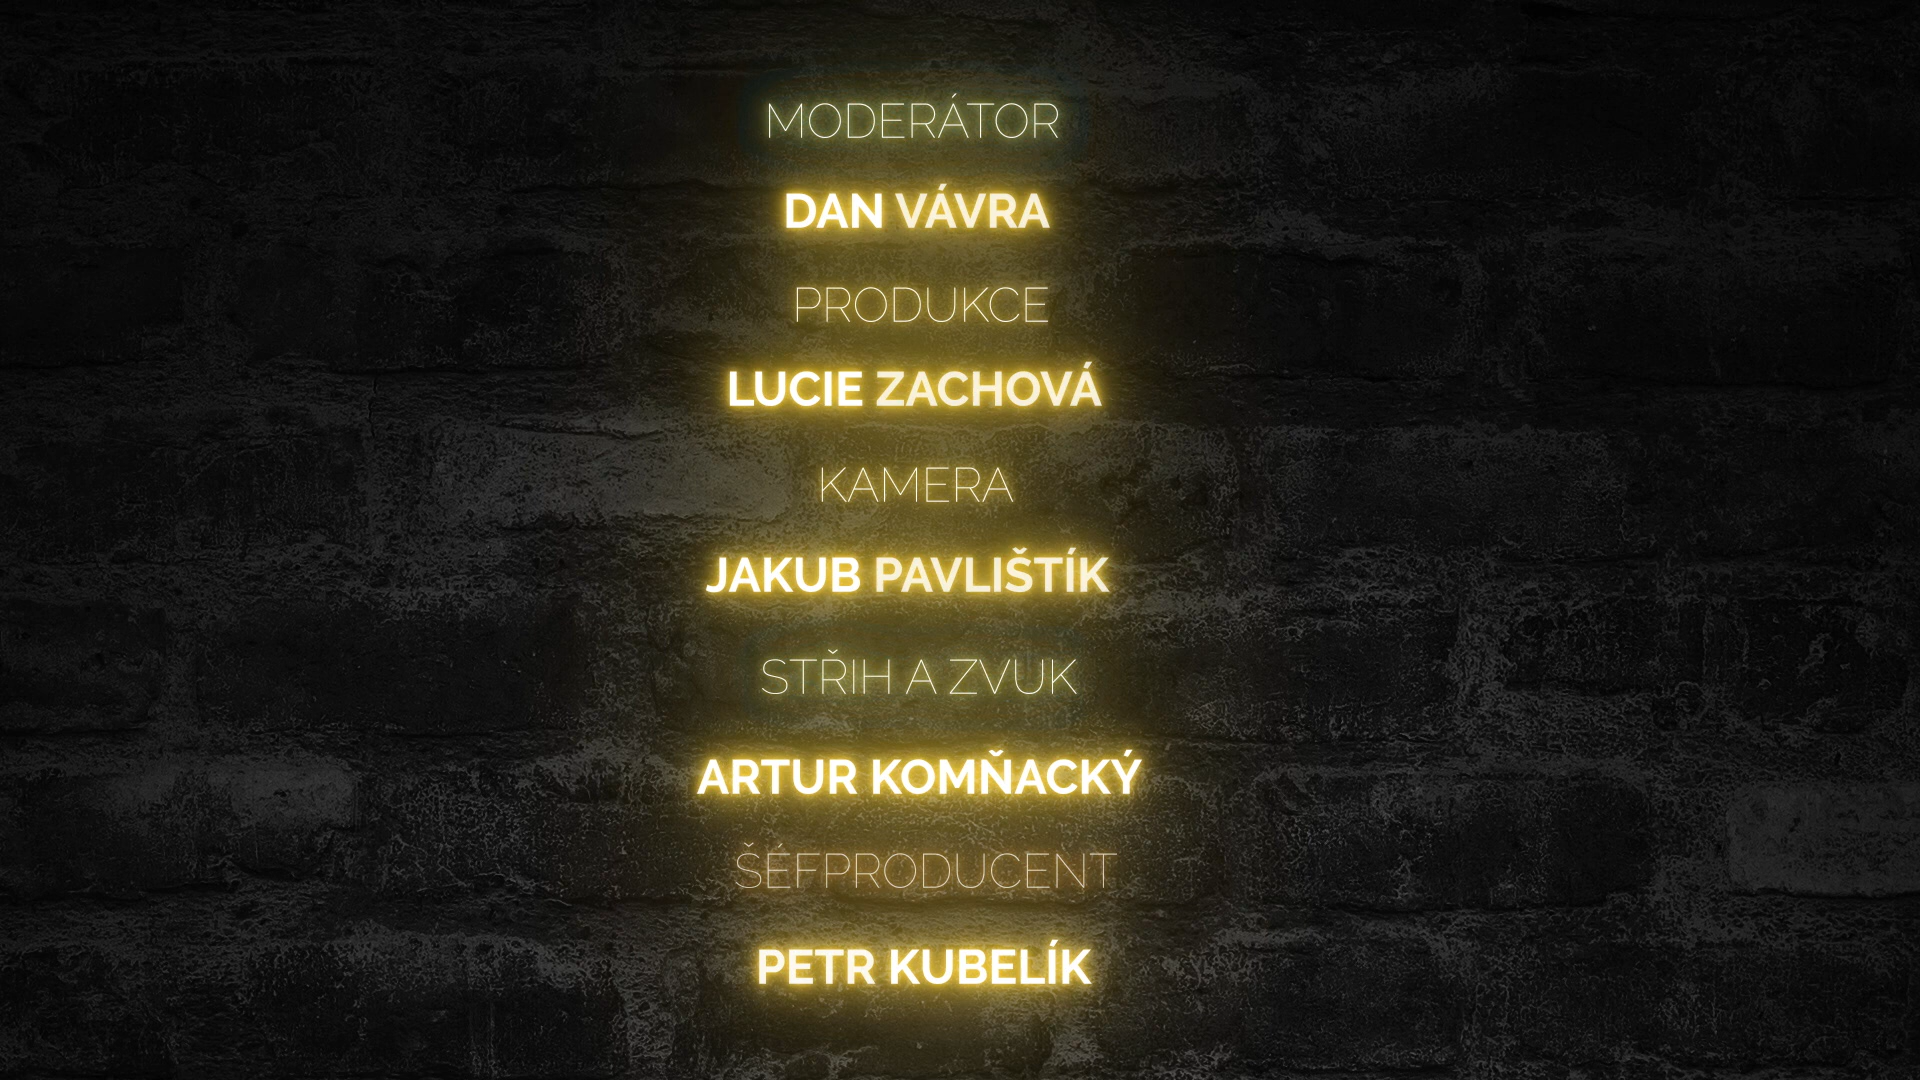 MODERÁTOR
DAN VÁVRA
PRODUKCE
LUCIE ZACHOVÁ
KAMERA
JAKUB PAVLIŠTÍK
STŘIH A ZVUK
ARTUR KOMŇACKÝ
ŠÉFPRODUCENT
PETR KUBELÍK